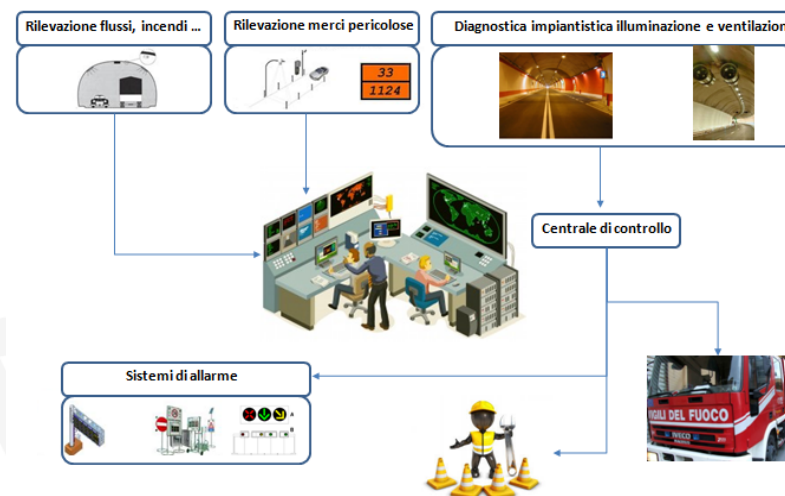 Rilevazione flussi, incendi ...
Rilevazione merci pericolose
Diagnostica impiantistica illuminazione e ventilazion
33
1124
Centrale di controllo
Sistemi di allarme
A
B
VIGILI DEL FUOCO
IVECO